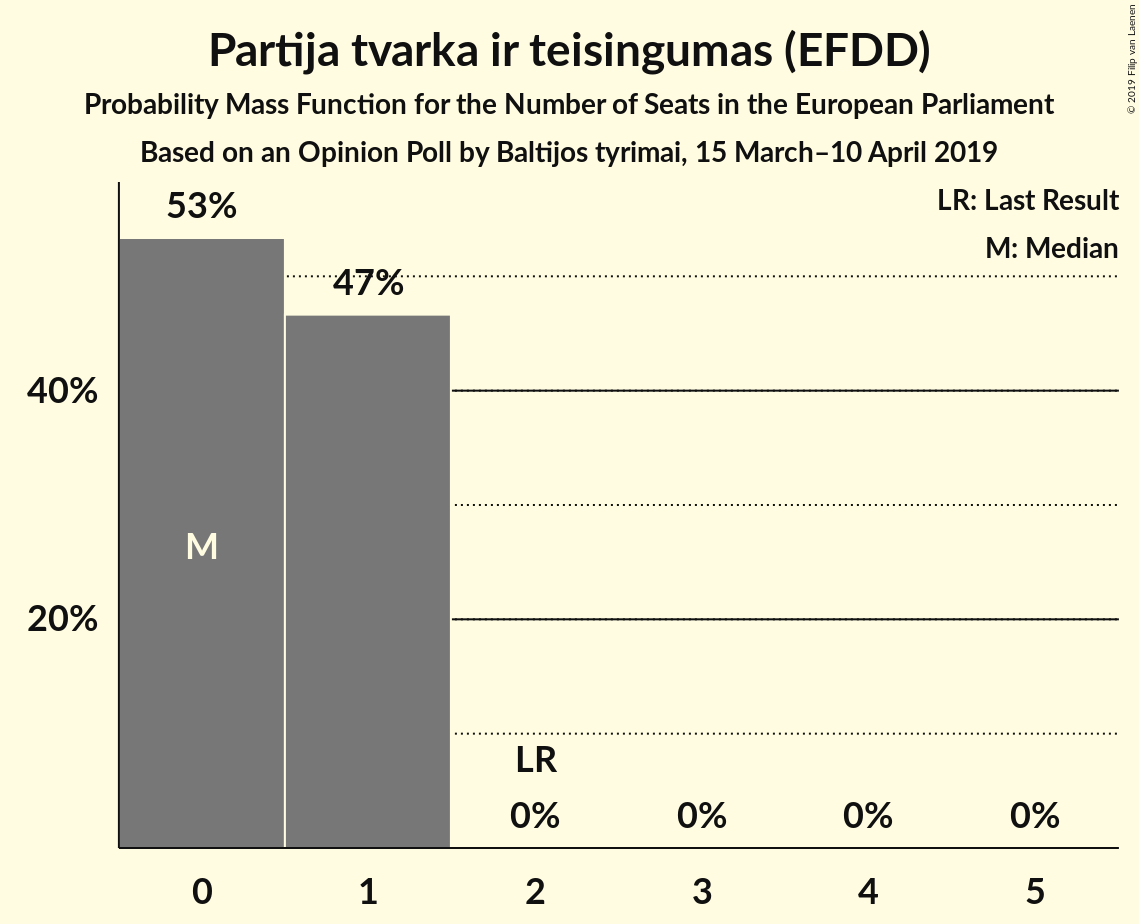 Partija tvarka ir teisingumas (EFDD)
Probability Mass Function for the Number of Seats in the European Parliament
Based on an Opinion Poll by Baltijos tyrimai, 15 March–10 April 2019
© 2019 Filip van Laenen
LR: Last Result
M: Median
53%
47%
40%
20%
M
LR
0% 0% 0% 0%
0 1 2 3 4 5